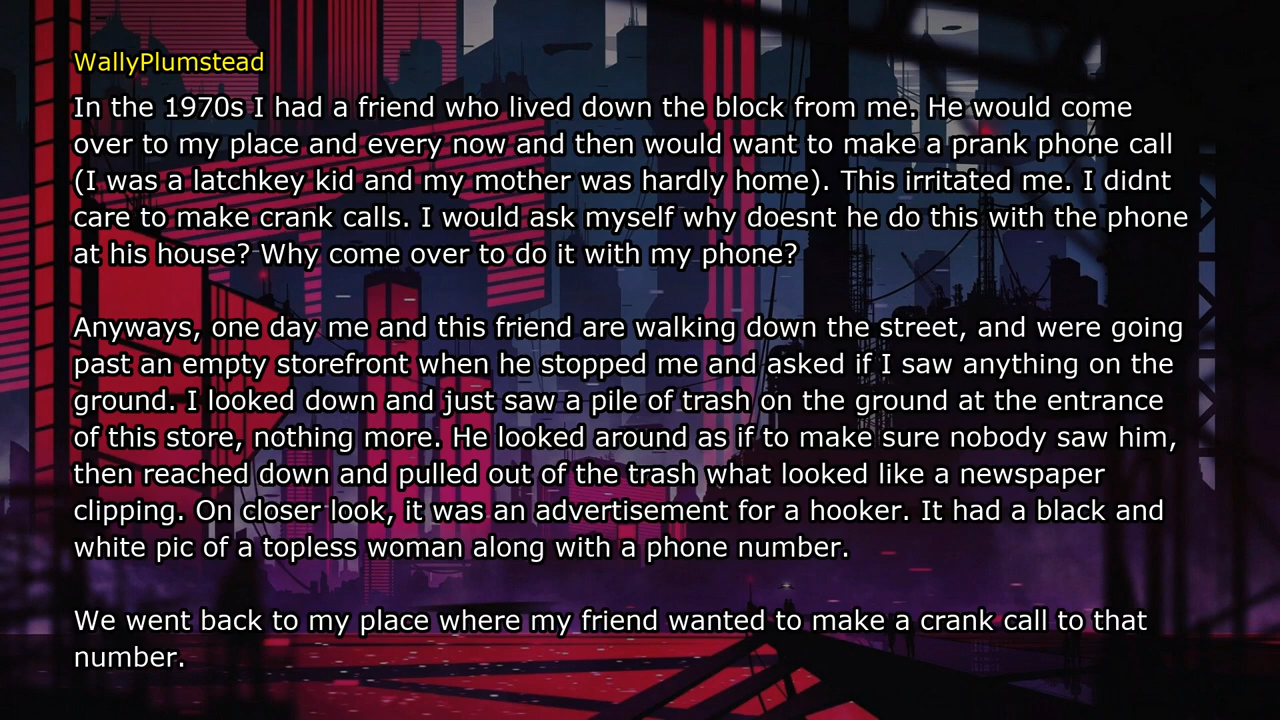 WallyPlumstead
In the 1970s I had a friend who lived down the block from me. He would come
over to my place and every now and then would want to make a prank phone call
(I was a latchkey kid and my mother was hardly home). This irritated me. I didnt
care to make crank calls. I would ask myself why doesnt he do this with the phone
at his house? Why come over to do it with my phone?
Anyways, one day me and this friend are walking down the street, and were going
past an empty storefront when he stopped me and asked if I saw anything on the
ground. I looked down and just saw a pile of trash on the ground at the entrance
of this store, nothing more. He looked around as if to make sure nobody saw him,
then reached down and pulled out of the trash what looked like a newspaper
clipping. On closer look, it was an advertisement for a hooker. It had a black and
white pic of a topless woman along with a phone number.
We went back to my place where my friend wanted to make a crank call to that
number.